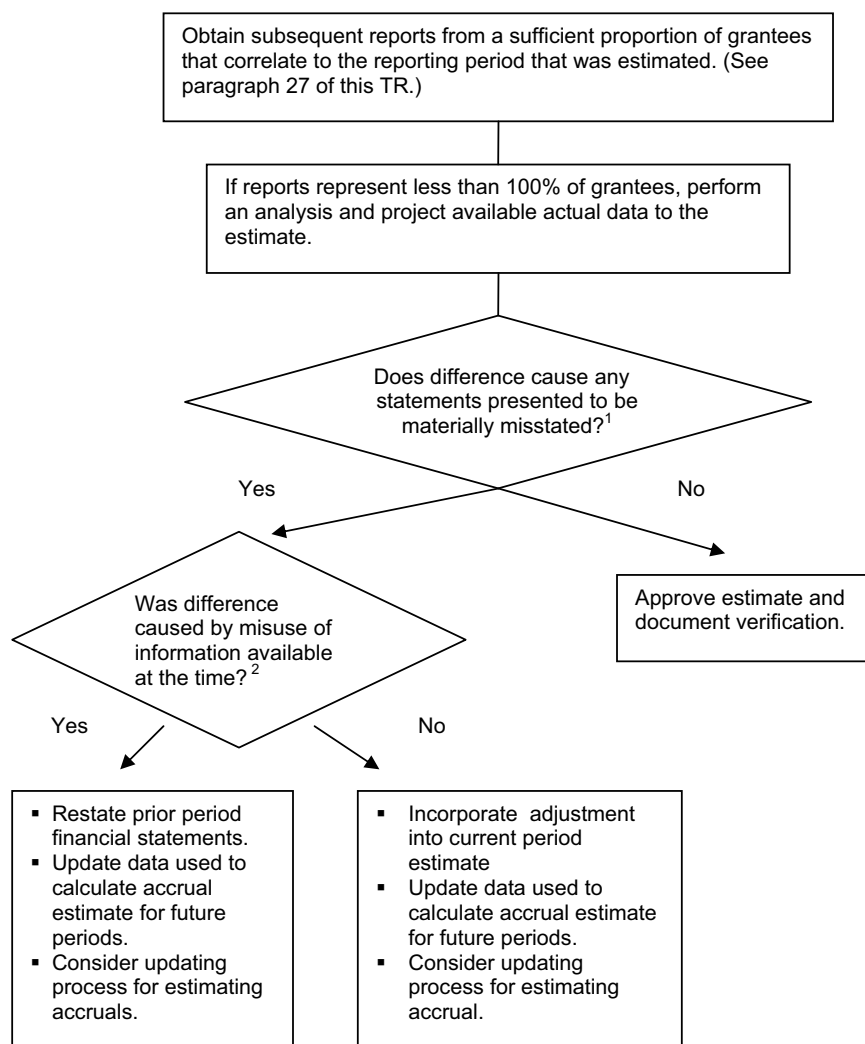 Obtain subsequent reports from a sufficient proportion of grantees
that correlate to the reporting period that was estimated. (See
paragraph 27 of this TR.)
If reports represent less than 100% of grantees, perform
an analysis and project available actual data to the
estimate.
Does difference cause any
statements presented to be
materially misstated?1
Yes
No
Was difference
caused by misuse of
information available
at the time? 2
Approve estimate and
document verification.
Yes
No
▪ Restate prior period
financial statements.
▪ Update data used to
calculate accrual
estimate for future
periods.
▪ Consider updating
process for estimating
accruals.
▪ Incorporate adjustment
into current period
estimate
▪ Update data used to
calculate accrual estimate
for future periods.
▪ Consider updating
process for estimating
accrual.